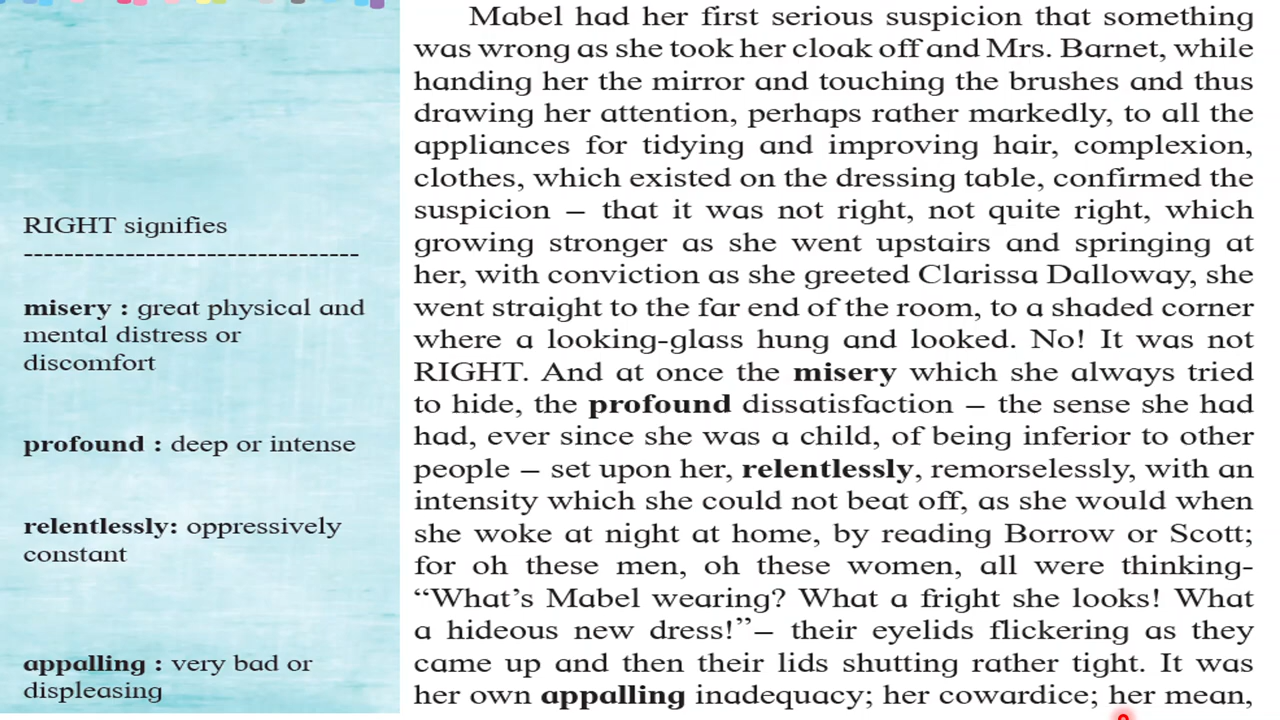 RIGHT signifies
---------------------------------
misery : great physical and
mental distress or
discomfort
profound : deep or intense
relentlessly: oppressively
constant
appalling : very bad or
displeasing
Mabel had her first serious suspicion that something
was wrong as she took her cloak off and Mrs. Barnet, while
handing her the mirror and touching the brushes and thus
drawing her attention, perhaps rather markedly, to all the
appliances for tidying and improving hair, complexion,
clothes, which existed on the dressing table, confirmed the
suspicion – that it was not right, not quite right, which
growing stronger as she went upstairs and springing at
her, with conviction as she greeted Clarissa Dalloway, she
went straight to the far end of the room, to a shaded corner
where a looking-glass hung and looked. No! It was not
RIGHT. And at once the misery which she always tried
to hide, the profound dissatisfaction – the sense she had
had, ever since she was a child, of being inferior to other
people – set upon her, relentlessly, remorselessly, with an
intensity which she could not beat off, as she would when
she woke at night at home, by reading Borrow or Scott;
for oh these men, oh these women, all were thinking-
“What’s Mabel wearing? What a fright she looks! What
a hideous new dress!”– their eyelids flickering as they
came up and then their lids shutting rather tight. It was
her own appalling inadequacy; her cowardice; her mean,